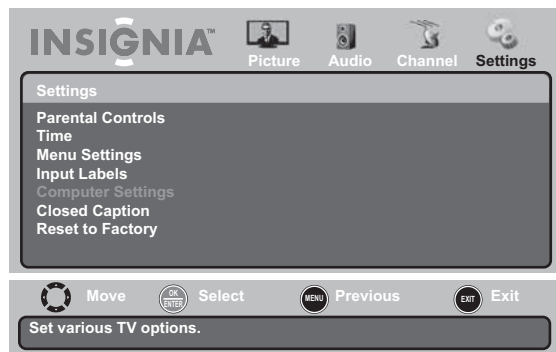 INSIGNIA™
Picture Audio Channel Settings
Settings
Parental Controls
Time
Menu Settings
Input Labels
Computer Settings
Closed Caption
Reset to Factory
Move OK ENTER Select MENU Previous EXIT Exit
Set various TV options.